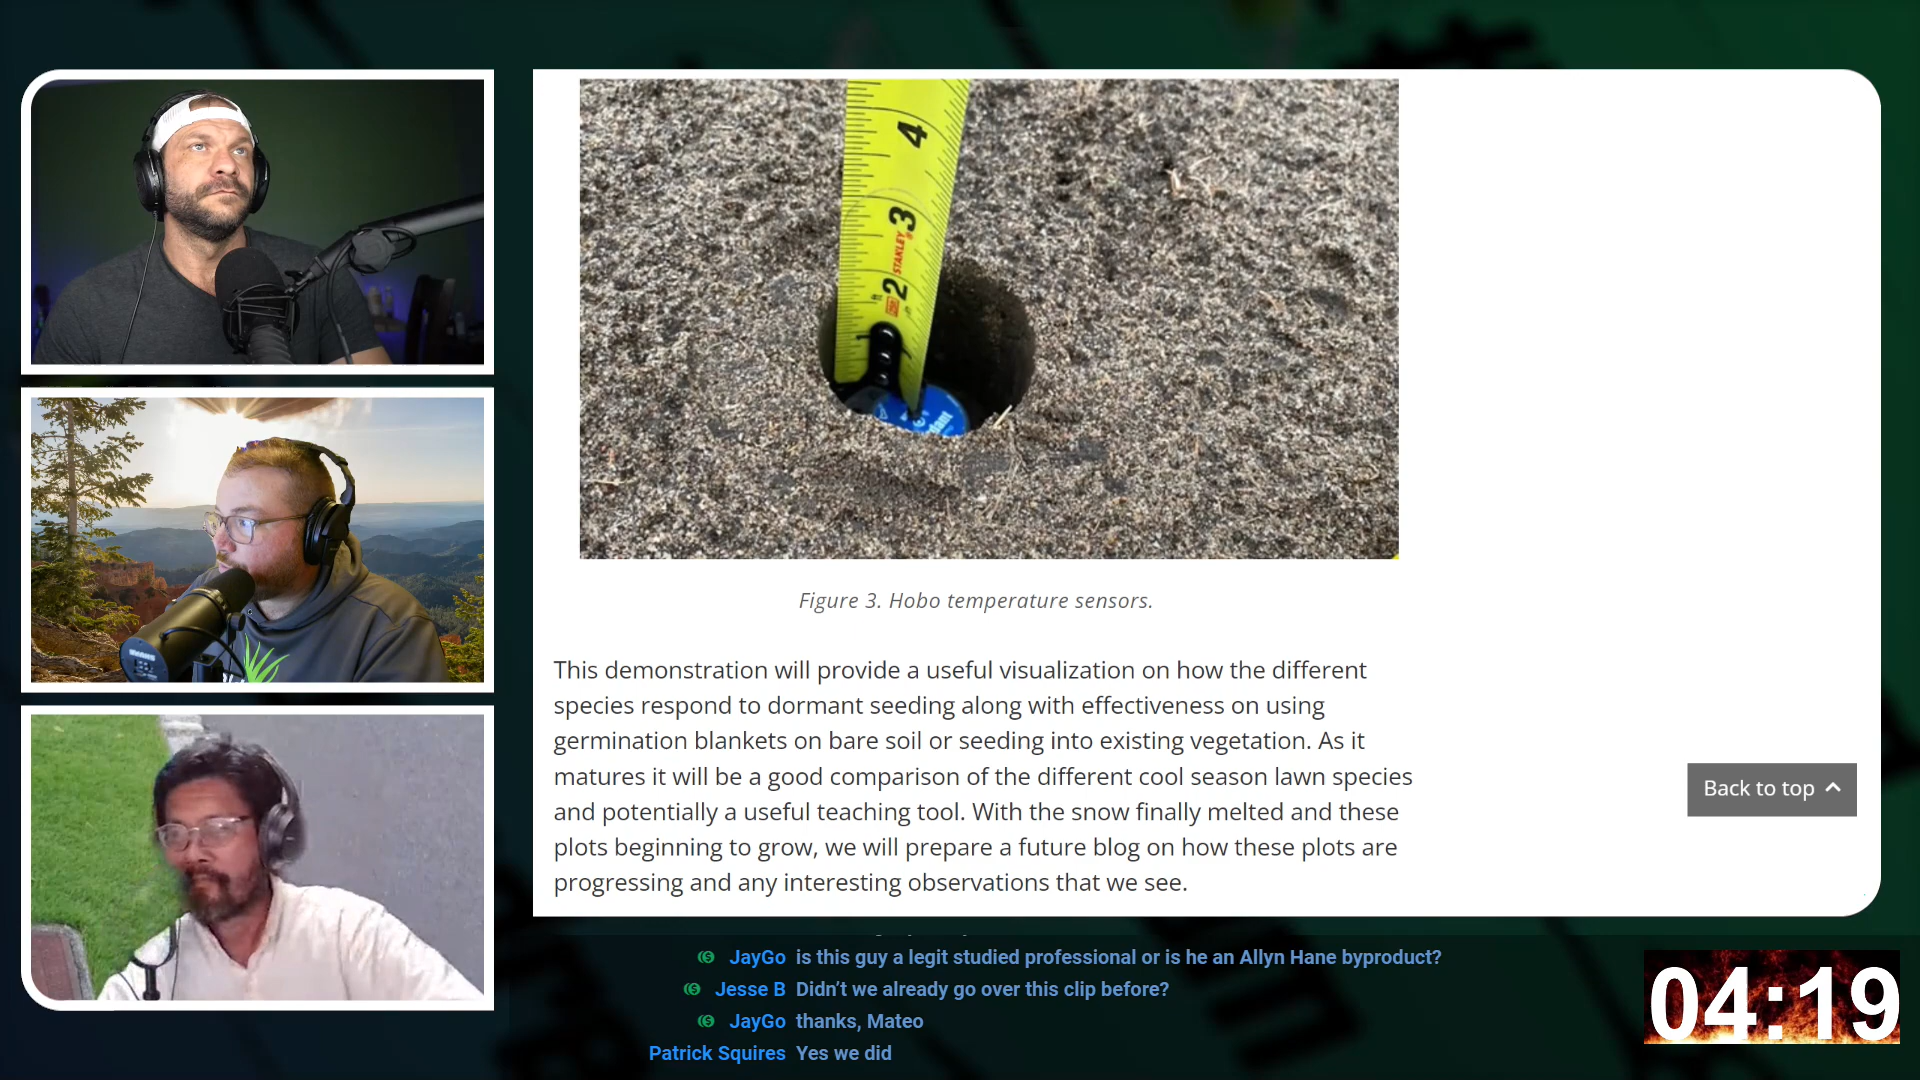 4
3
STANLEY
2
1
Figure 3. Hobo temperature sensors.
This demonstration will provide a useful visualization on how the different
species respond to dormant seeding along with effectiveness on using
germination blankets on bare soil or seeding into existing vegetation. As it
matures it will be a good comparison of the different cool season lawn species
and potentially a useful teaching tool. With the snow finally melted and these
plots beginning to grow, we will prepare a future blog on how these plots are
progressing and any interesting observations that we see.
Back to top
JayGo is this guy a legit studied professional or is he an Allyn Hane byproduct?
Jesse B Didn't we already go over this clip before?
JayGo thanks, Mateo
Patrick Squires Yes we did
04:19